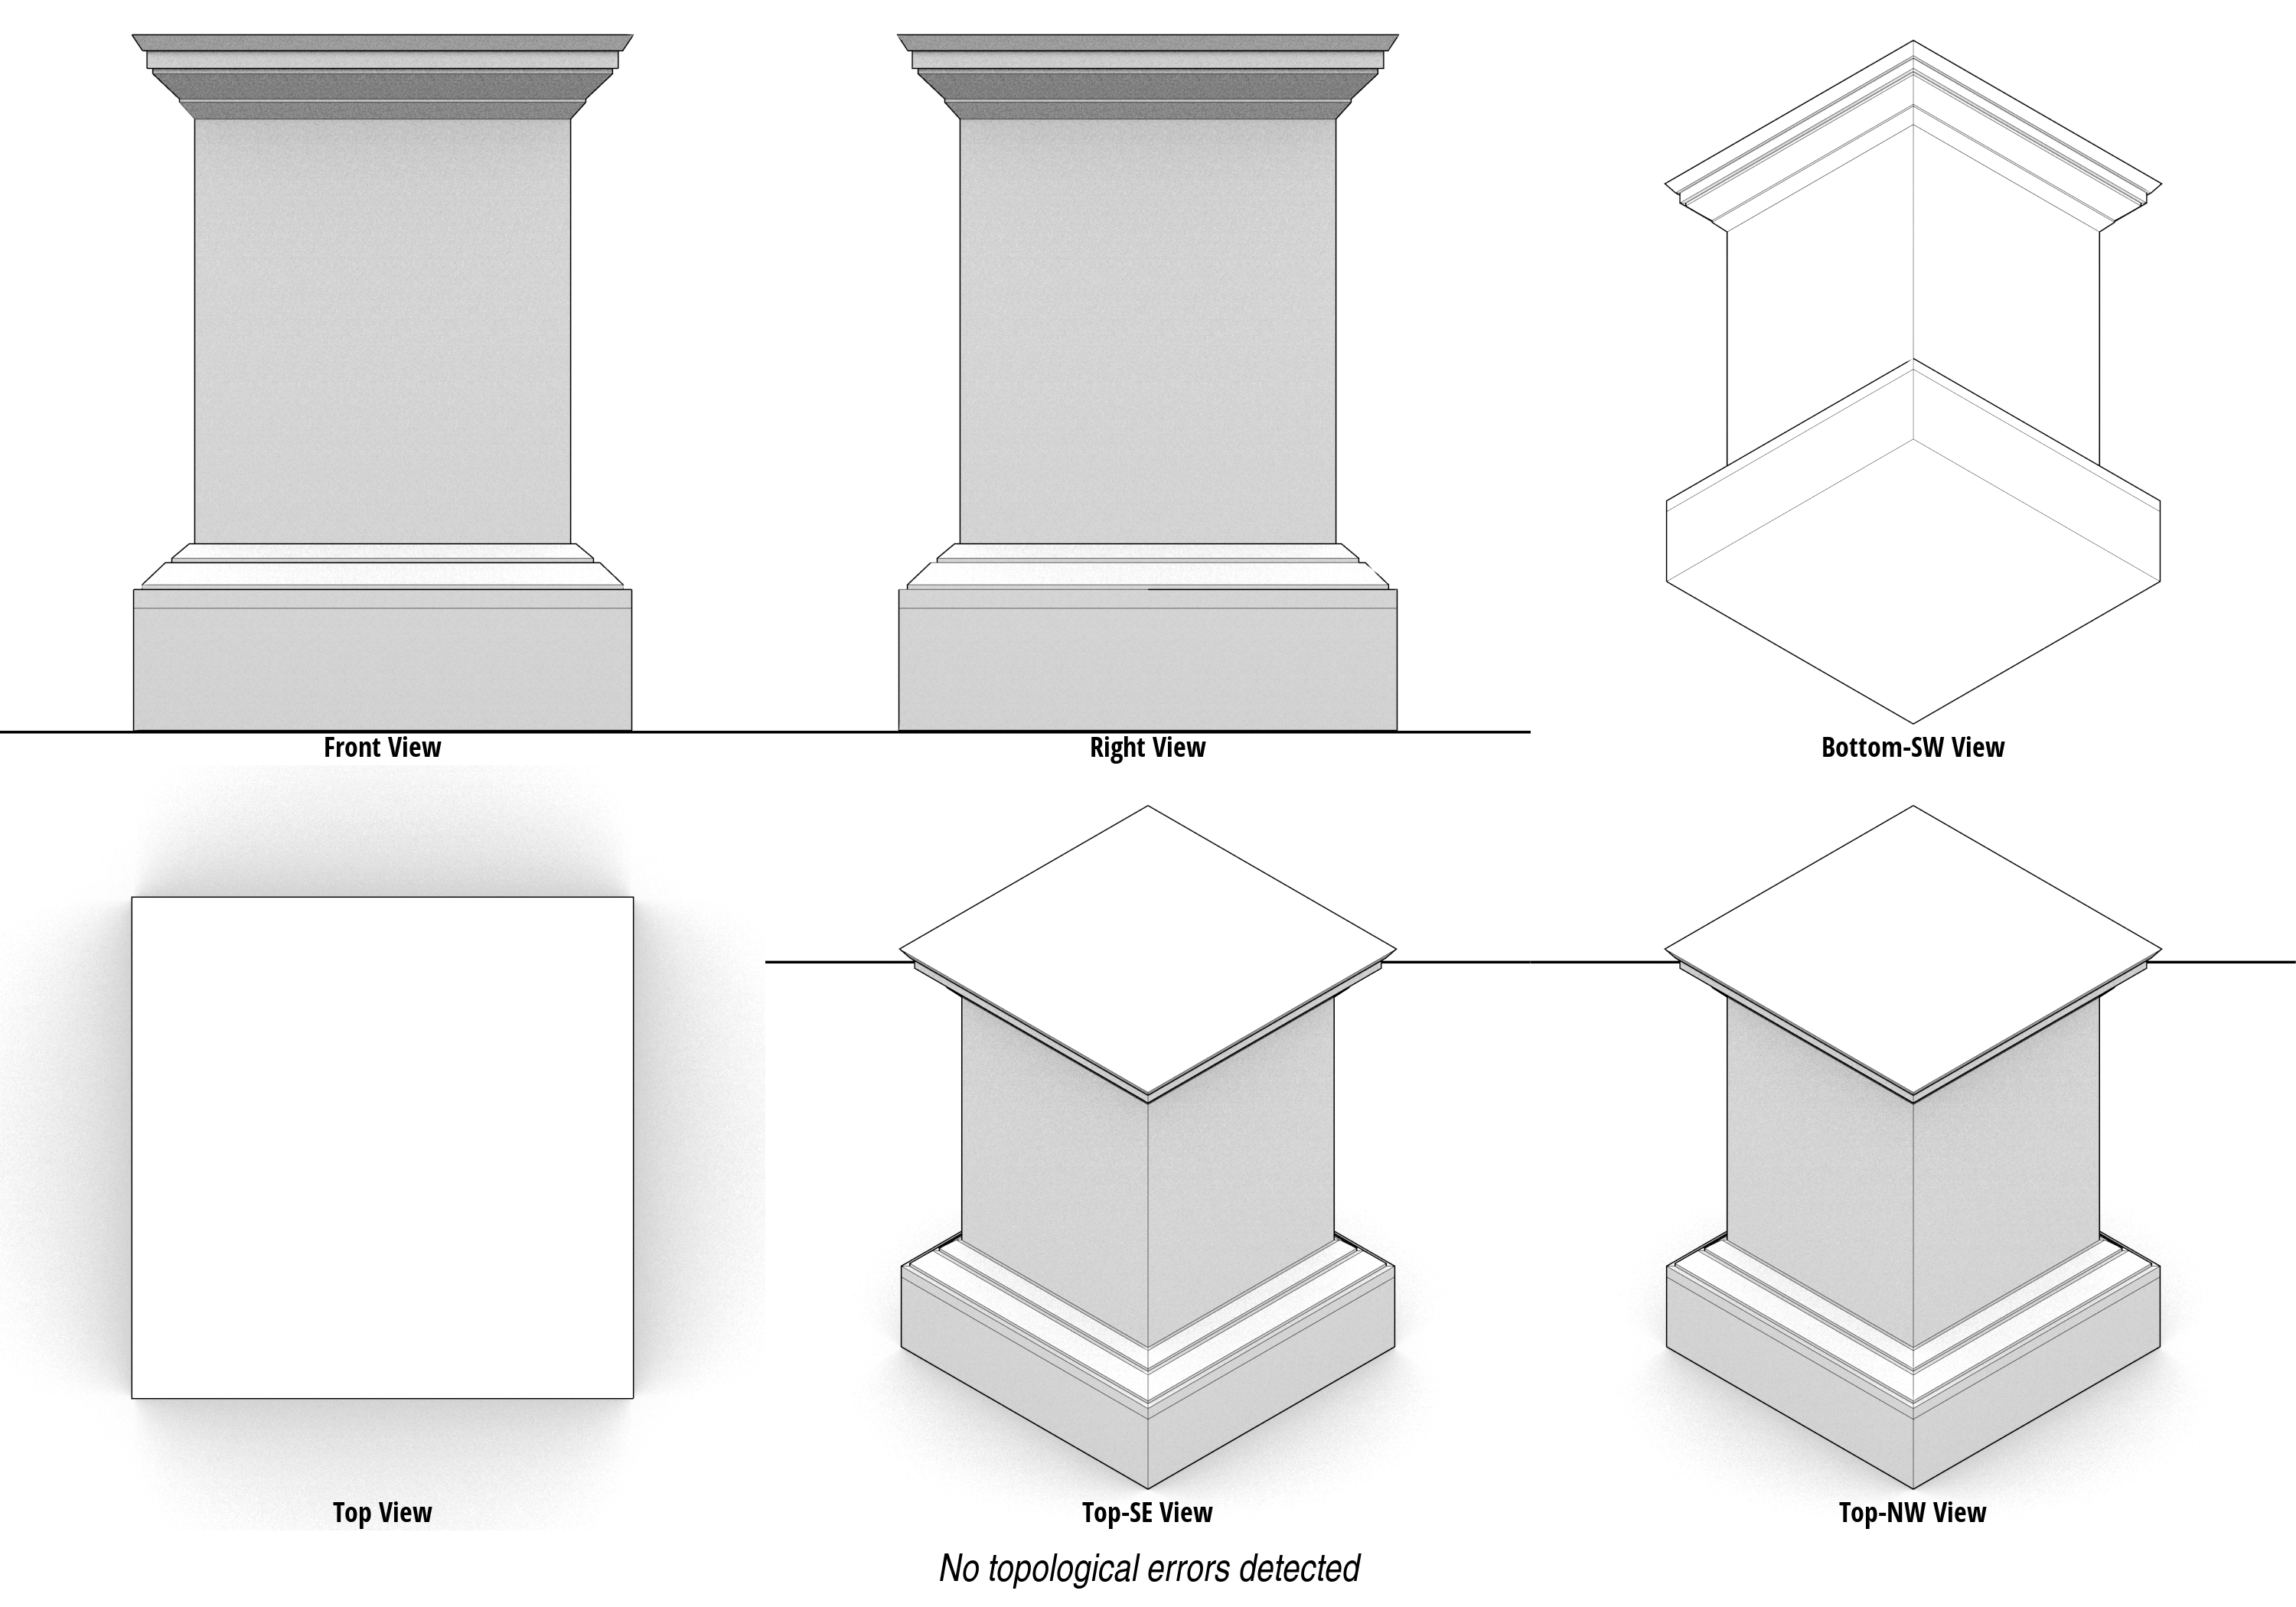 Front View
Right View
Bottom-SW View
Top View
Top-SE View
Top-NW View
No topological errors detected